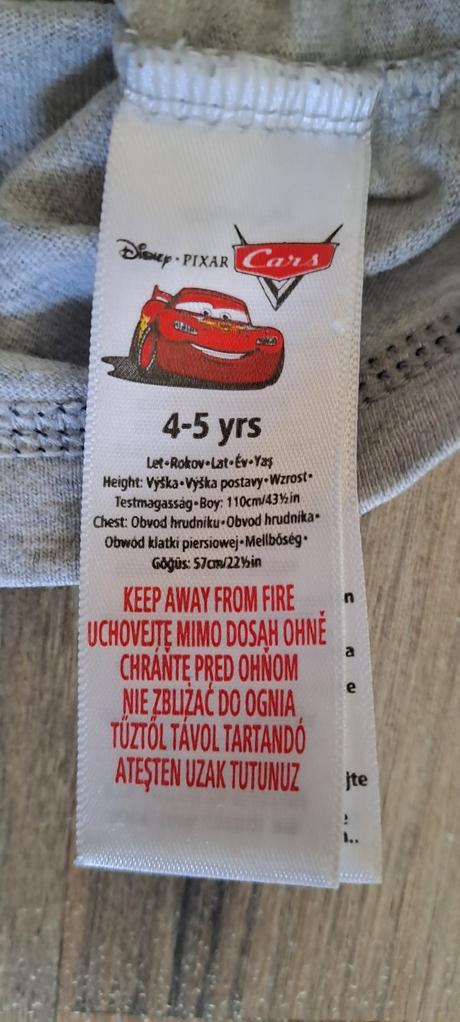 Disney · PIXAR Cars
4-5 yrs
Let•Rokov•Lat•Év•Yaş
Height: Výška•Výška postavy•Wzrost•
Testmagasság•Boy: 110cm/43½in
Chest: Obvod hrudníku•Obvod hrudníka•
Obwód klatki piersiowej•Mellbőség•
Göğüs: 57cm/22½in
KEEP AWAY FROM FIRE
UCHOVEJTE MIMO DOSAH OHNĚ
CHRÁŇTE PRED OHŇOM
NIE ZBLIŻAĆ DO OGNIA
TŰZTŐL TÁVOL TARTANDÓ
ATEŞTEN UZAK TUTUNUZ
n
a
e
jte